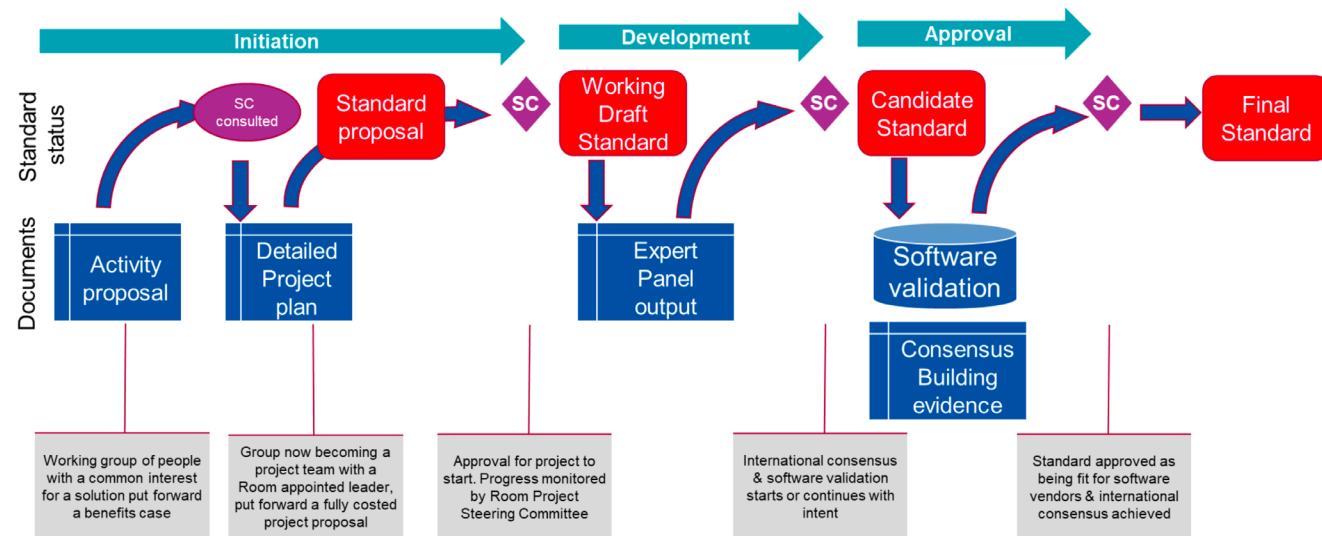 Initiation
Development
Approval
Standard
status
SC
consulted
Standard
proposal
SC
Working
Draft
Standard
SC
Candidate
Standard
SC
Final
Standard
Documents
Activity
proposal
Detailed
Project
plan
Expert
Panel
output
Software
validation
Consensus
Building
evidence
Working group of people
with a common interest
for a solution put forward
a benefits case
Group now becoming a
project team with a
Room appointed leader,
put forward a fully costed
project proposal
Approval for project to
start. Progress monitored
by Room Project
Steering Committee
International consensus
& software validation
starts or continues with
intent
Standard approved as
being fit for software
vendors & international
consensus achieved